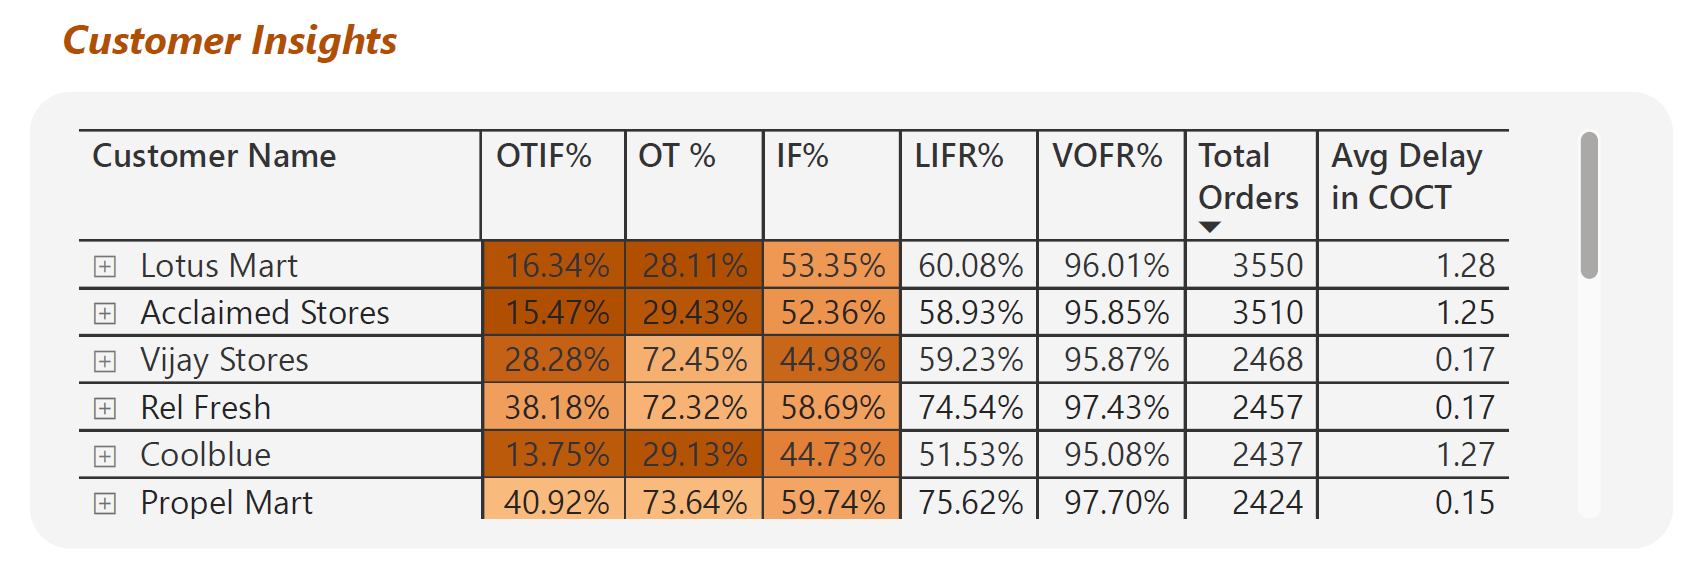 Customer Insights
Customer Name OTIF% OT % IF% LIFR% VOFR% Total Orders Avg Delay in COCT
Lotus Mart 16.34% 28.11% 53.35% 60.08% 96.01% 3550 1.28
Acclaimed Stores 15.47% 29.43% 52.36% 58.93% 95.85% 3510 1.25
Vijay Stores 28.28% 72.45% 44.98% 59.23% 95.87% 2468 0.17
Rel Fresh 38.18% 72.32% 58.69% 74.54% 97.43% 2457 0.17
Coolblue 13.75% 29.13% 44.73% 51.53% 95.08% 2437 1.27
Propel Mart 40.92% 73.64% 59.74% 75.62% 97.70% 2424 0.15